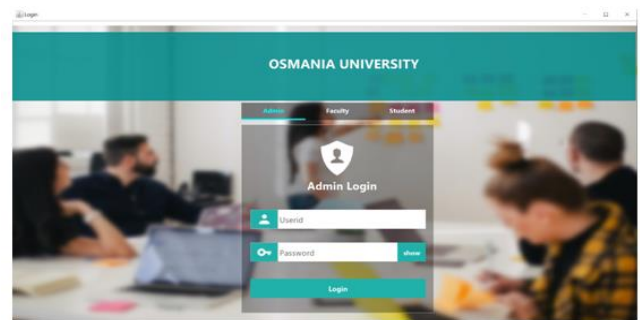 Login
OSMANIA UNIVERSITY
Admin Faculty Student
Admin Login
Userid
Password show
Login